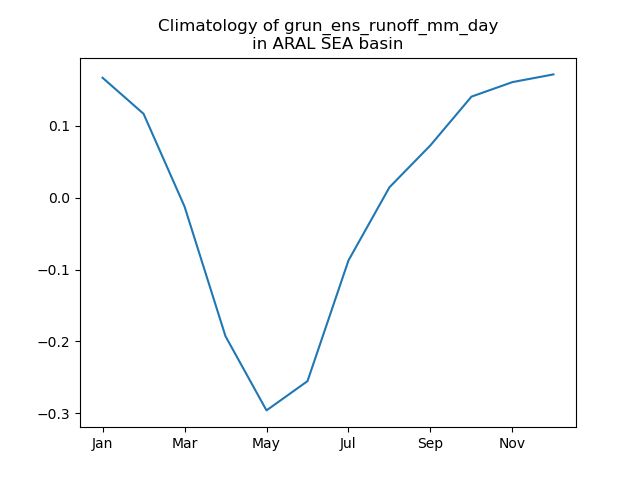 Climatology of grun_ens_runoff_mm_day
in ARAL SEA basin
0.1
0.0
−0.1
−0.2
−0.3
Jan Mar May Jul Sep Nov